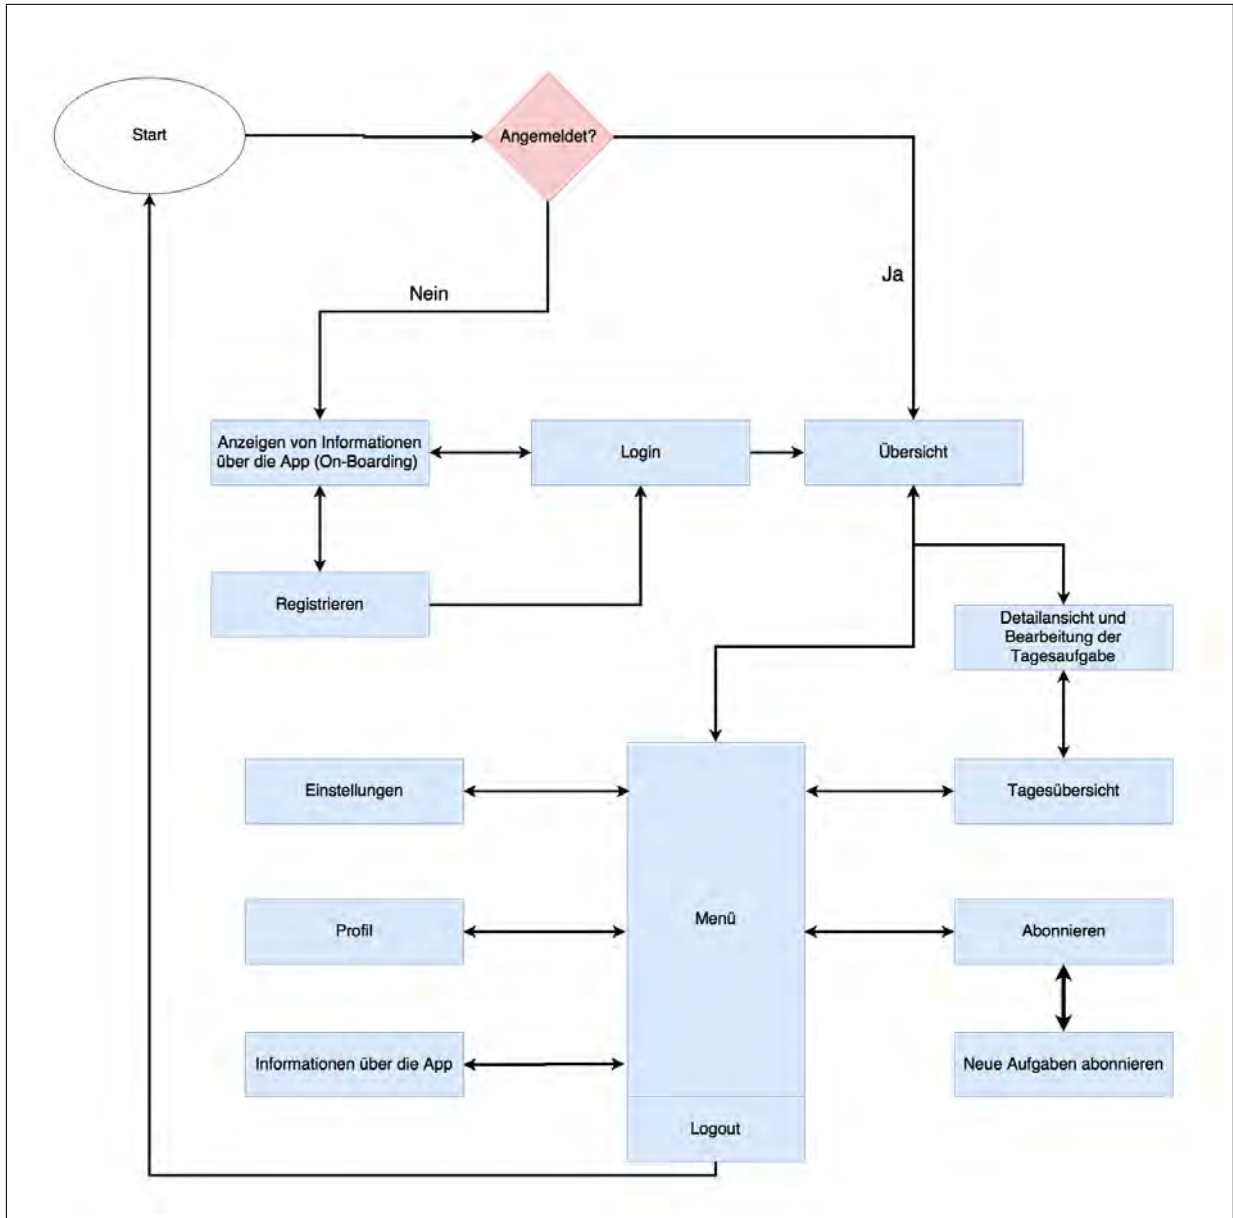 Start
Angemeldet?
Ja
Nein
Anzeigen von Informationen
über die App (On-Boarding)
Login
Übersicht
Registrieren
Detailansicht und
Bearbeitung der
Tagesaufgabe
Einstellungen
Tagesübersicht
Menü
Profil
Abonnieren
Informationen über die App
Neue Aufgaben abonnieren
Logout